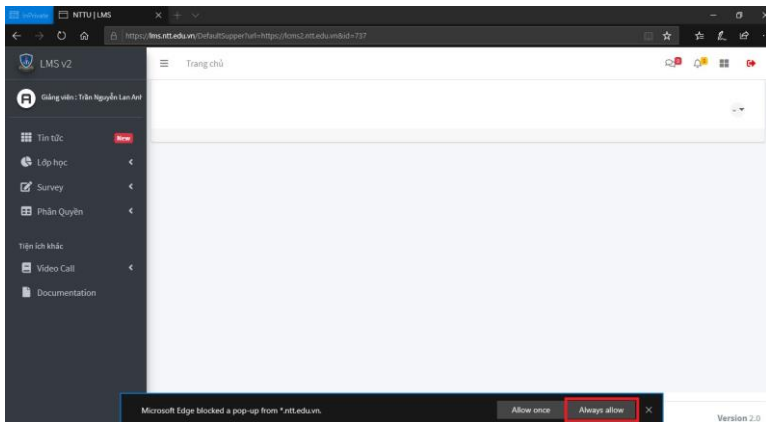 InPrivate
NTTU | LMS
https://lms.ntt.edu.vn/DefaultSupper?url=https://lcms2.ntt.edu.vn&id=737
LMS v2
Trang chủ
Giảng viên : Trần Nguyễn Lan Anh
Tin tức New
Lớp học
Survey
Phân Quyền
Tiện ích khác
Video Call
Documentation
Microsoft Edge blocked a pop-up from *.ntt.edu.vn.
Allow once
Always allow
Version 2.0